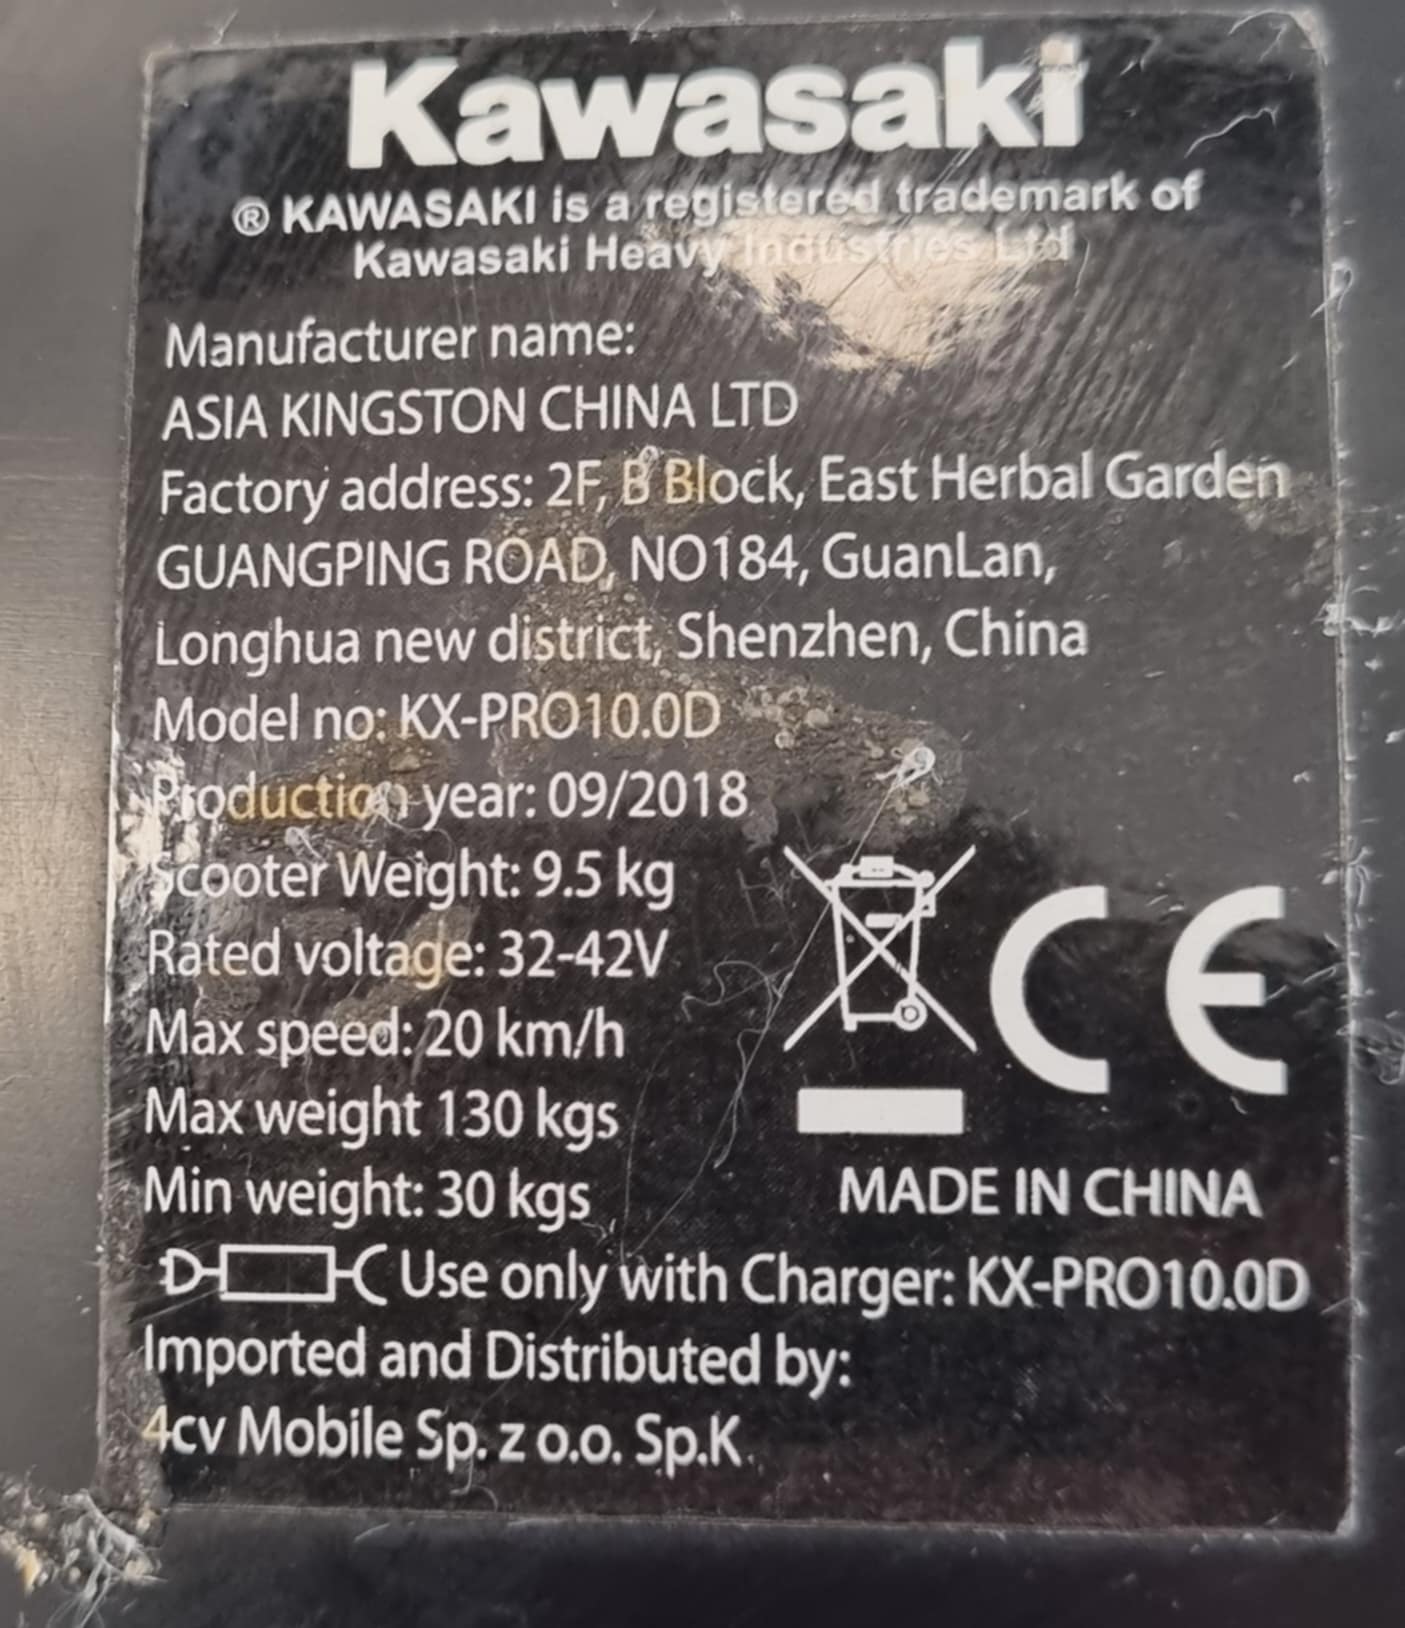 Kawasaki
® KAWASAKI is a registered trademark of
Kawasaki Heavy Industries Ltd
Manufacturer name:
ASIA KINGSTON CHINA LTD
Factory address: 2F, B Block, East Herbal Garden
GUANGPING ROAD, NO184, GuanLan,
Longhua new district, Shenzhen, China
Model no: KX-PRO10.0D
Production year: 09/2018
Scooter Weight: 9.5 kg
Rated voltage: 32-42V
Max speed: 20 km/h
Max weight 130 kgs
Min weight: 30 kgs
CE
MADE IN CHINA
Use only with Charger: KX-PRO10.0D
Imported and Distributed by:
4cv Mobile Sp. z o.o. Sp.K.